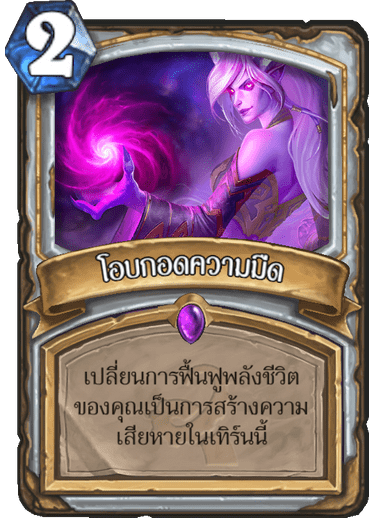 2
โอบกอดความมืด
เปลี่ยนการฟื้นฟูพลังชีวิต
ของคุณเป็นการสร้างความ
เสียหายในเทิร์นนี้